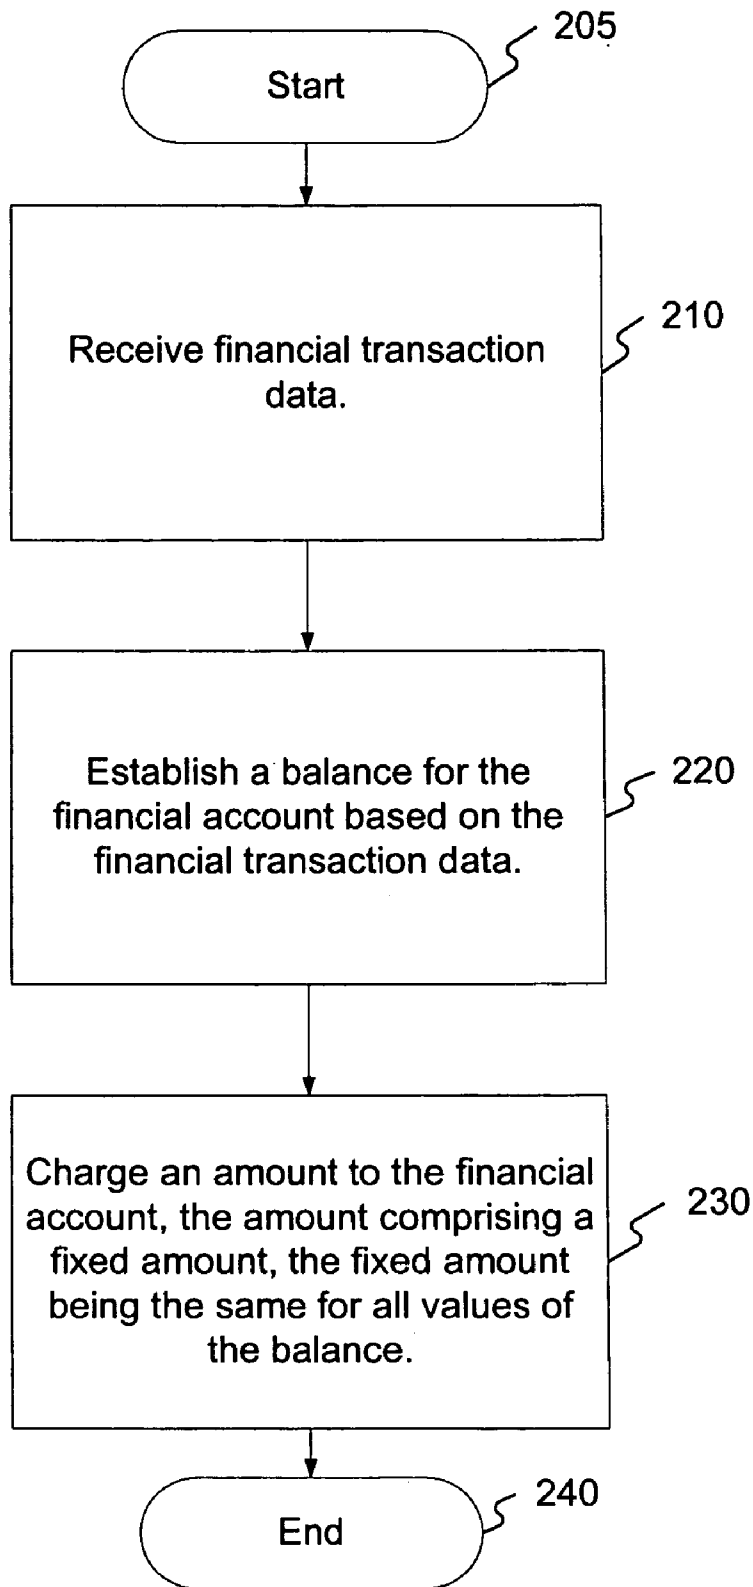 205
Start
210
Receive financial transaction
data.
220
Establish a balance for the
financial account based on the
financial transaction data.
230
Charge an amount to the financial
account, the amount comprising a
fixed amount, the fixed amount
being the same for all values of
the balance.
240
End